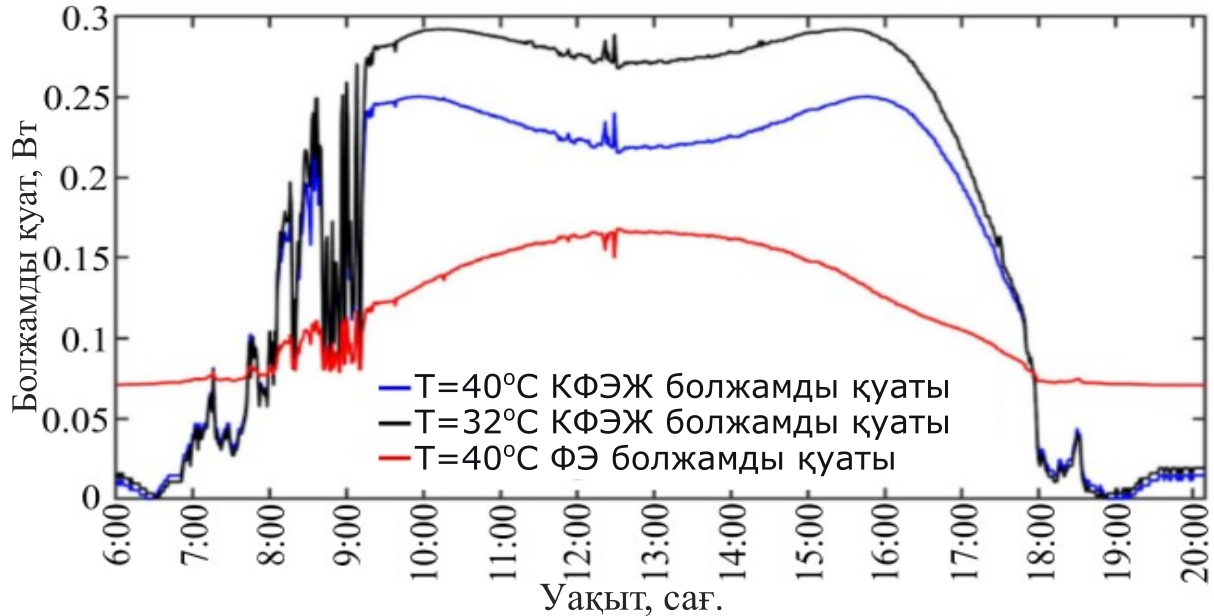 Болжамды қуат, Вт
0.3
0.25
0.2
0.15
0.1
0.05
0
T=40°C КФЭЖ болжамды қуаты
T=32°C КФЭЖ болжамды қуаты
T=40°C ФЭ болжамды қуаты
6:00 7:00 8:00 9:00 10:00 11:00 12:00 13:00 14:00 15:00 16:00 17:00 18:00 19:00 20:00
Уақыт, сағ.